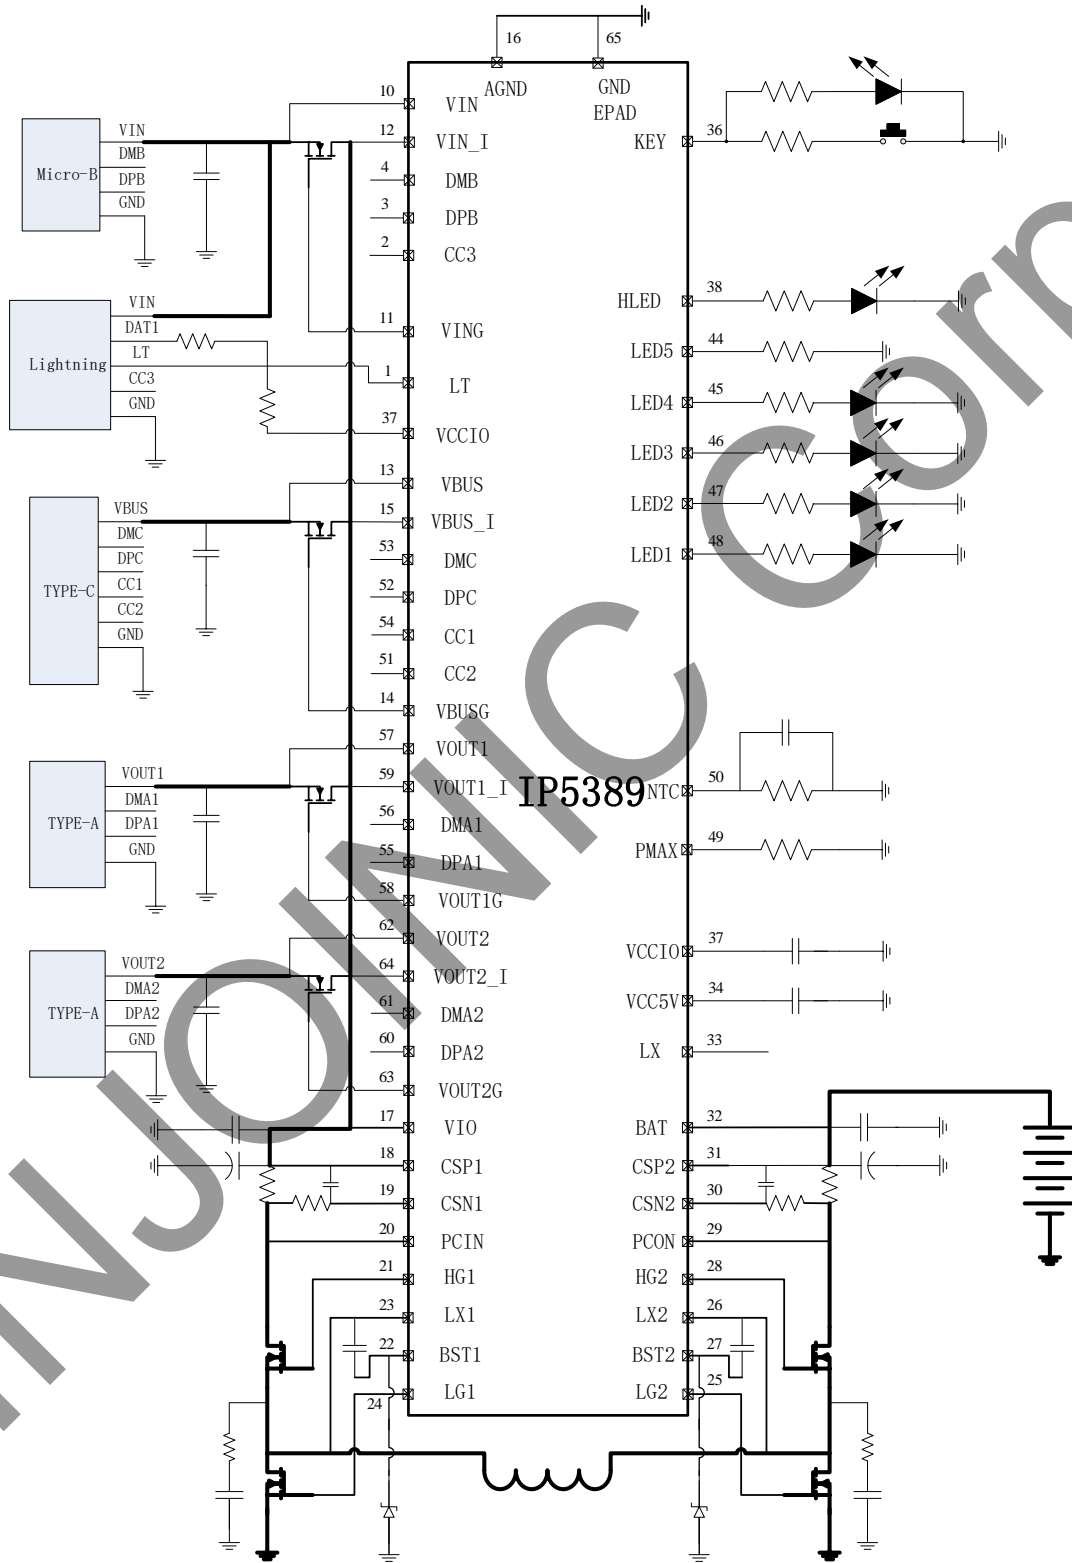 16
65
AGND
GND
EPAD
10
VIN
12
VIN_I
4
DMB
3
DPB
2
CC3
11
VING
1
LT
37
VCCIO
13
VBUS
15
VBUS_I
53
DMC
52
DPC
54
CC1
51
CC2
14
VBUSG
57
VOUT1
59
VOUT1_I
56
DMA1
55
DPA1
58
VOUT1G
62
VOUT2
64
VOUT2_I
61
DMA2
60
DPA2
63
VOUT2G
17
VIO
18
CSP1
19
CSN1
20
PCIN
21
HG1
23
LX1
22
BST1
24
LG1
Micro-B
VIN
DMB
DPB
GND
Lightning
VIN
DAT1
LT
CC3
GND
TYPE-C
VBUS
DMC
DPC
CC1
CC2
GND
TYPE-A
VOUT1
DMA1
DPA1
GND
TYPE-A
VOUT2
DMA2
DPA2
GND
IP5389
KEY
36
HLED
38
LED5
44
LED4
45
LED3
46
LED2
47
LED1
48
NTC
50
PMAX
49
VCCIO
37
VCC5V
34
LX
33
BAT
32
CSP2
31
CSN2
30
PCON
29
HG2
28
LX2
26
BST2
27
LG2
25
INJOINIC Corp